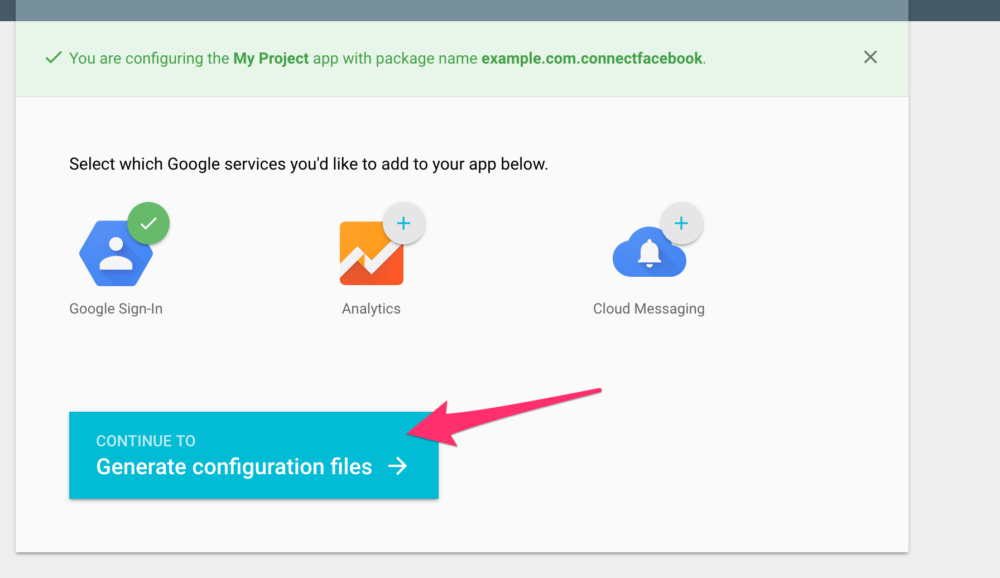 You are configuring the My Project app with package name example.com.connectfacebook.
Select which Google services you'd like to add to your app below.
Google Sign-In
Analytics
Cloud Messaging
CONTINUE TO
Generate configuration files